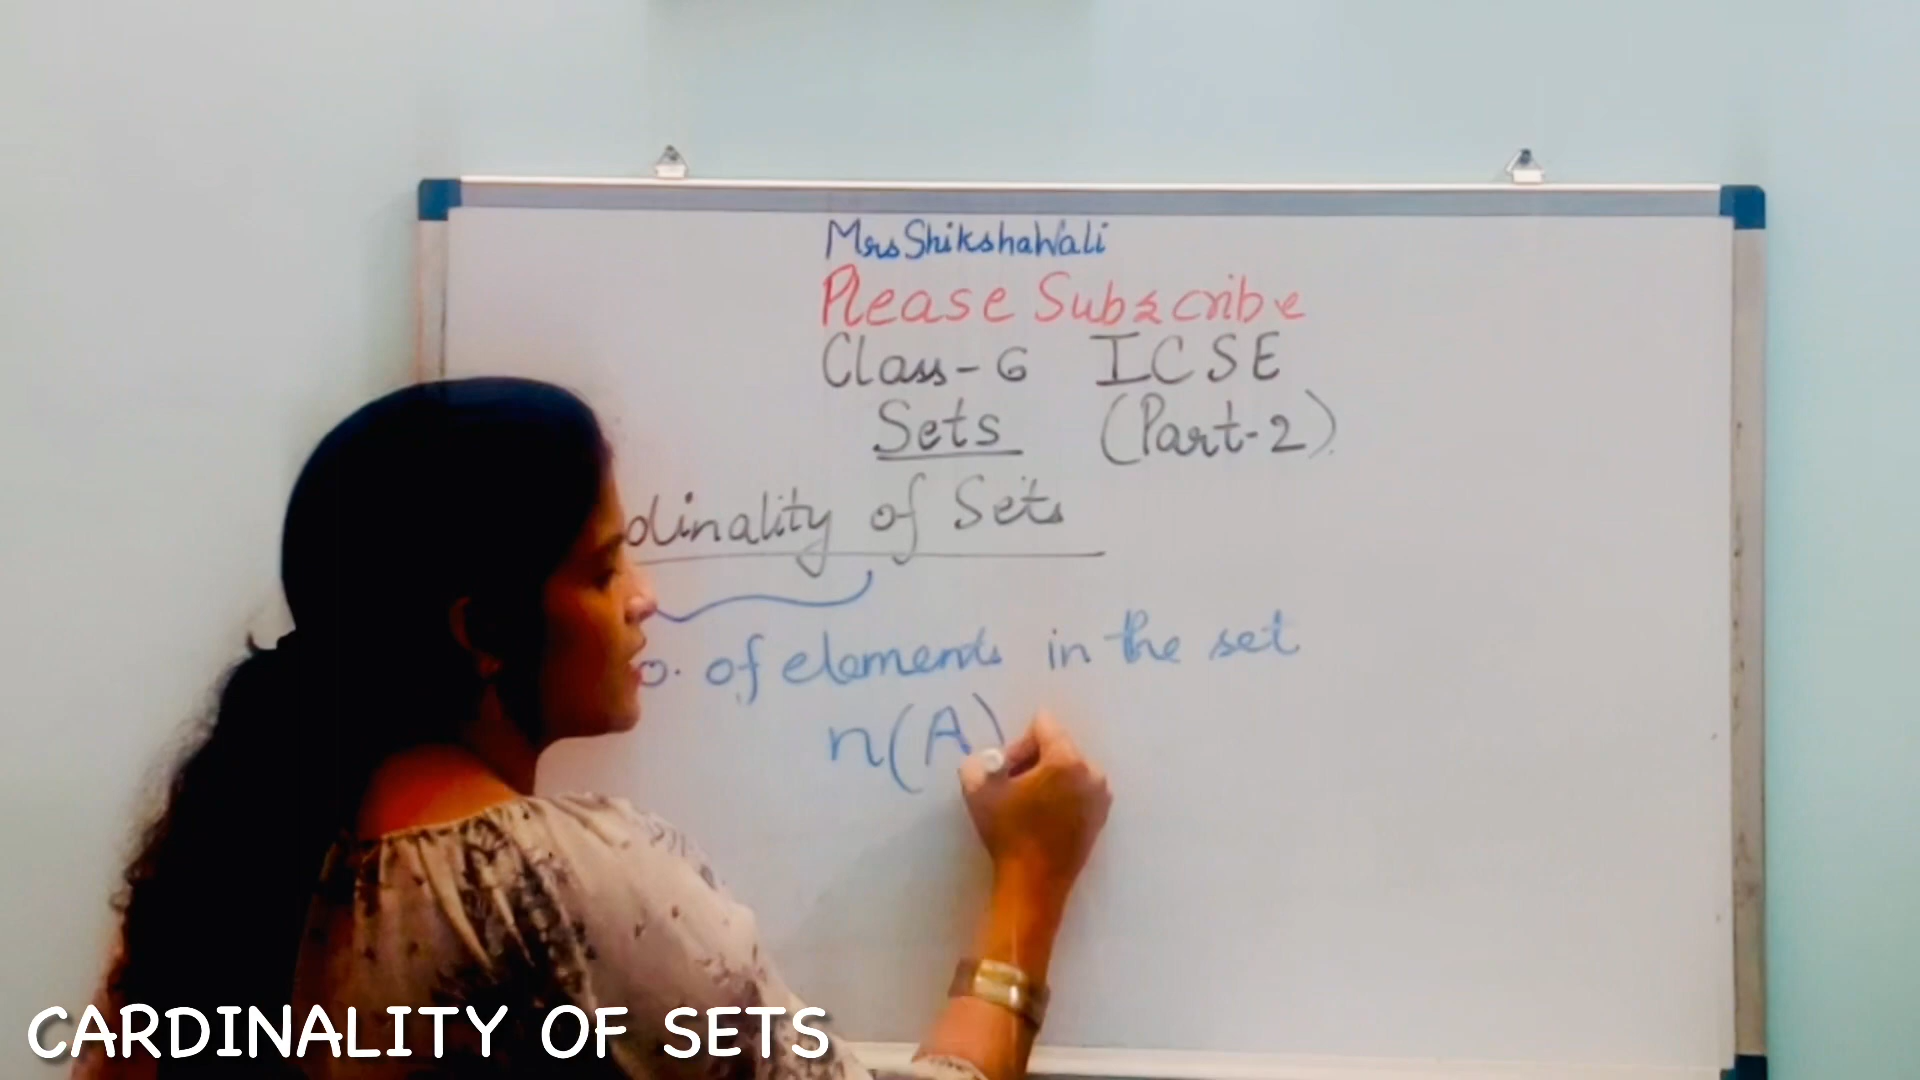 MrsShikshaWali
Please Subscribe
Class-6 ICSE
Sets (Part-2)
of Sets
of elements in the set
n(A)
CARDINALITY OF SETS